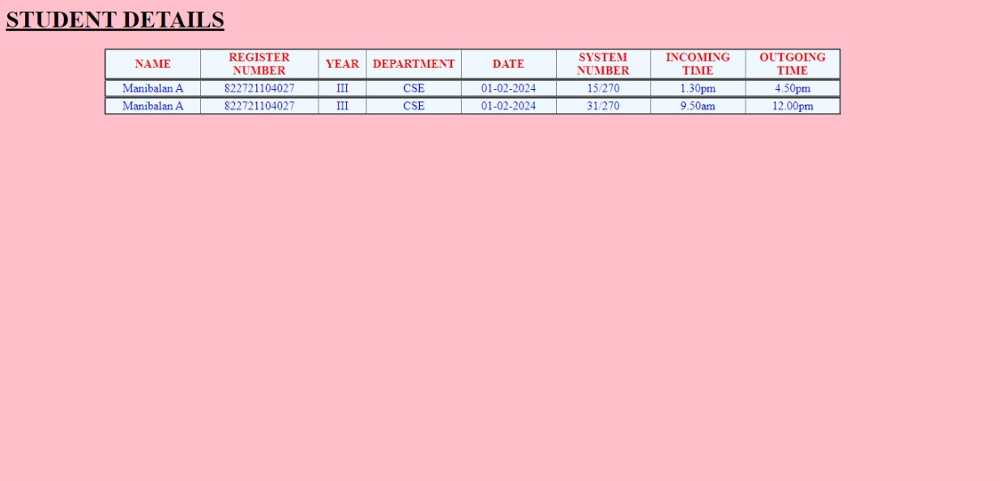 STUDENT DETAILS
NAME REGISTER NUMBER YEAR DEPARTMENT DATE SYSTEM NUMBER INCOMING TIME OUTGOING TIME
Manibalan A 822721104027 III CSE 01-02-2024 15/270 1.30pm 4.50pm
Manibalan A 822721104027 III CSE 01-02-2024 31/270 9.50am 12.00pm